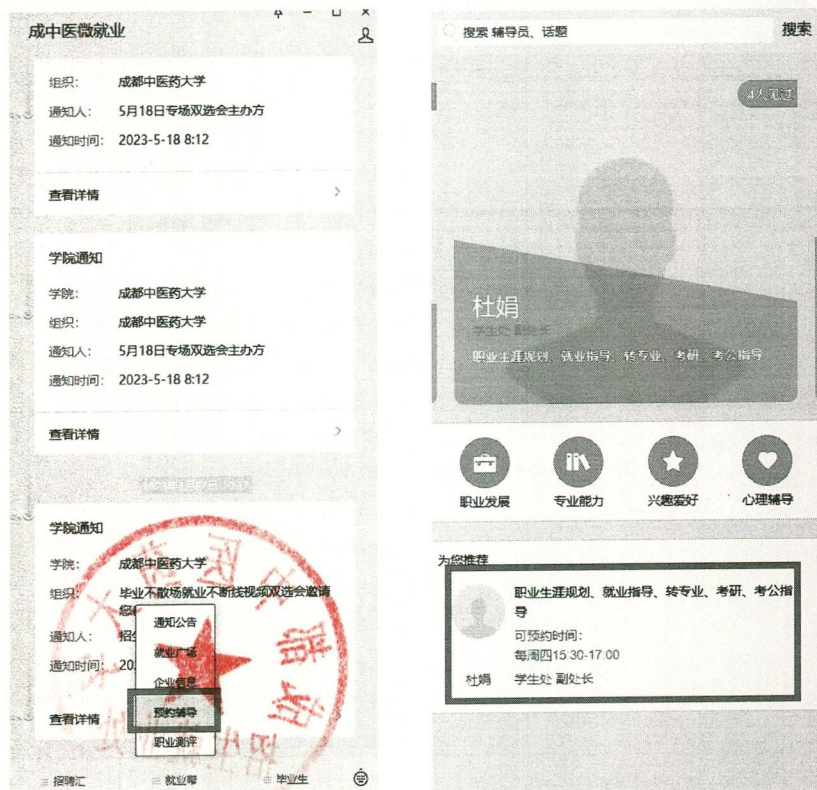 成中医微就业
组织： 成都中医药大学
通知人： 5月18日专场双选会主办方
通知时间： 2023-5-18 8:12
查看详情
学院通知
学院： 成都中医药大学
组织： 成都中医药大学
通知人： 5月18日专场双选会主办方
通知时间： 2023-5-18 8:12
查看详情
学院通知
学院： 成都中医药大学
组织： 毕业不散场就业不断线视频双选会邀请
您
通知人： 招
通知时间： 20
查看详情
通知公告
就业广场
企业信息
预约辅导
职业测评
招聘汇
就业帮
毕业生
搜索 辅导员、话题
搜索
4人见过
杜娟
学生处 副处长
职业生涯规划、就业指导、转专业、考研、考公指导
职业发展
专业能力
兴趣爱好
心理辅导
为您推荐
职业生涯规划、就业指导、转专业、考研、考公指
导
可预约时间：
每周四15:30-17:00
杜娟 学生处 副处长